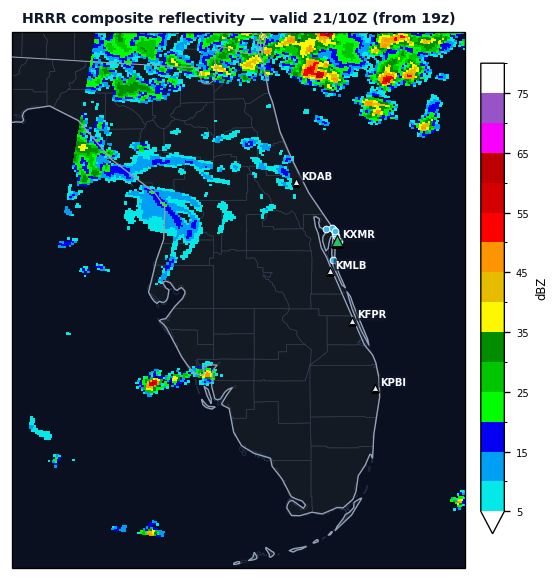 HRRR composite reflectivity — valid 21/10Z (from 19z)
KDAB
KXMR
KMLB
KFPR
KPBI
75
65
55
45
35
25
15
5
dBZ